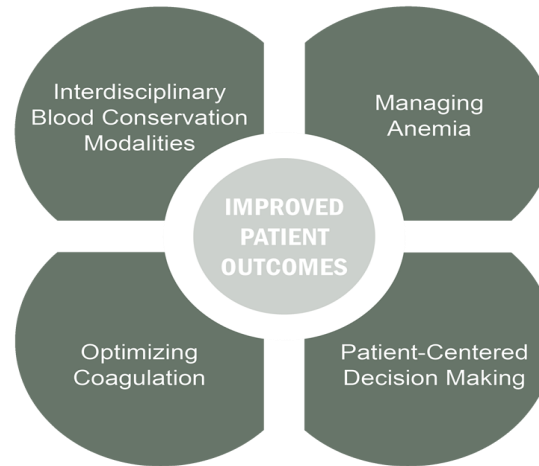 Interdisciplinary
Blood Conservation
Modalities
Managing
Anemia
IMPROVED
PATIENT
OUTCOMES
Optimizing
Coagulation
Patient-Centered
Decision Making